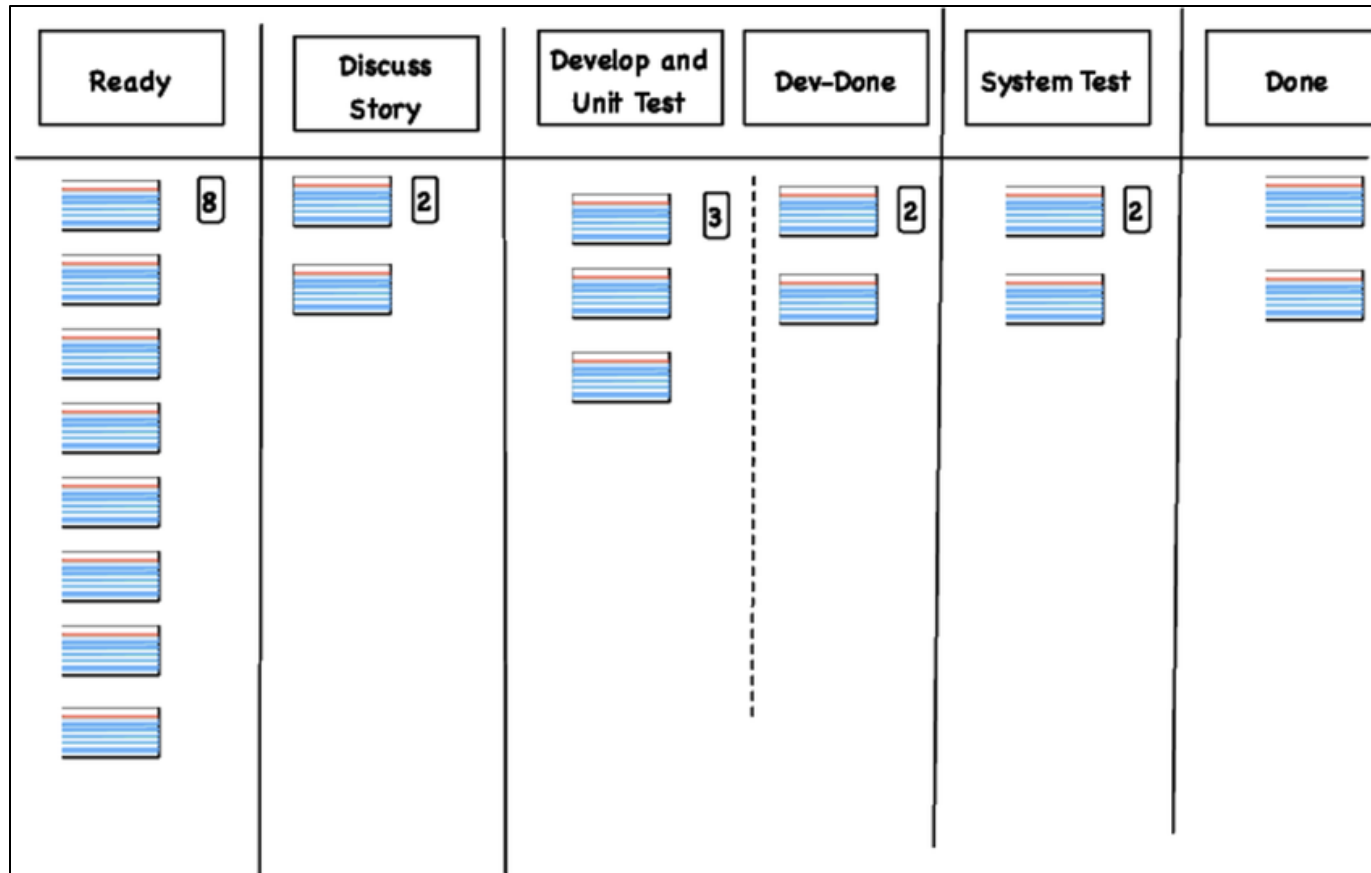 Ready
Discuss
Story
Develop and
Unit Test
Dev-Done
System Test
Done
8
2
3
2
2